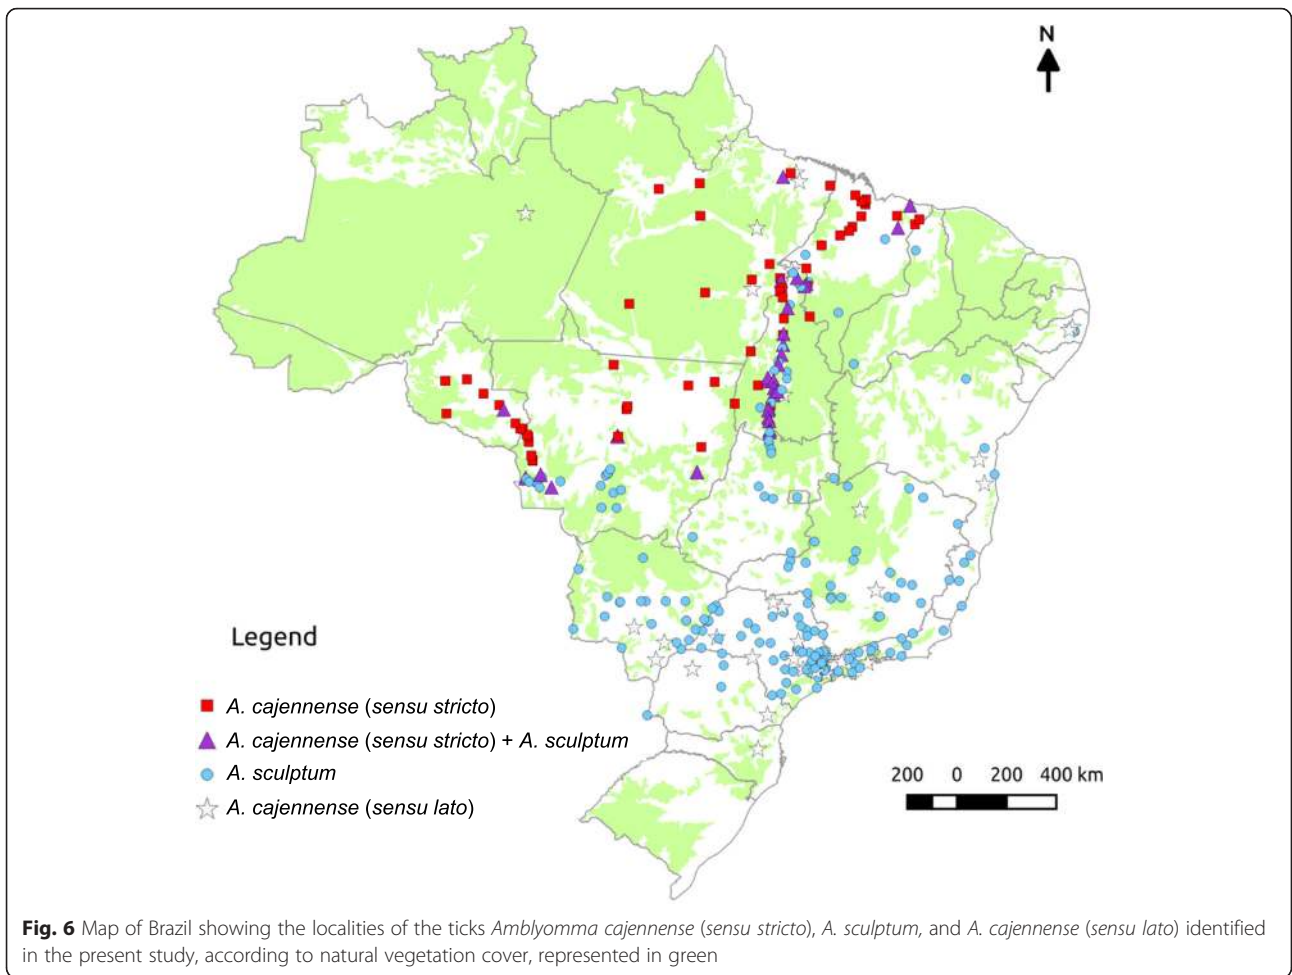 N
Legend
A. cajennense (sensu stricto)
A. cajennense (sensu stricto) + A. sculptum
A. sculptum
A. cajennense (sensu lato)
200 0 200 400 km
Fig. 6 Map of Brazil showing the localities of the ticks Amblyomma cajennense (sensu stricto), A. sculptum, and A. cajennense (sensu lato) identified
in the present study, according to natural vegetation cover, represented in green